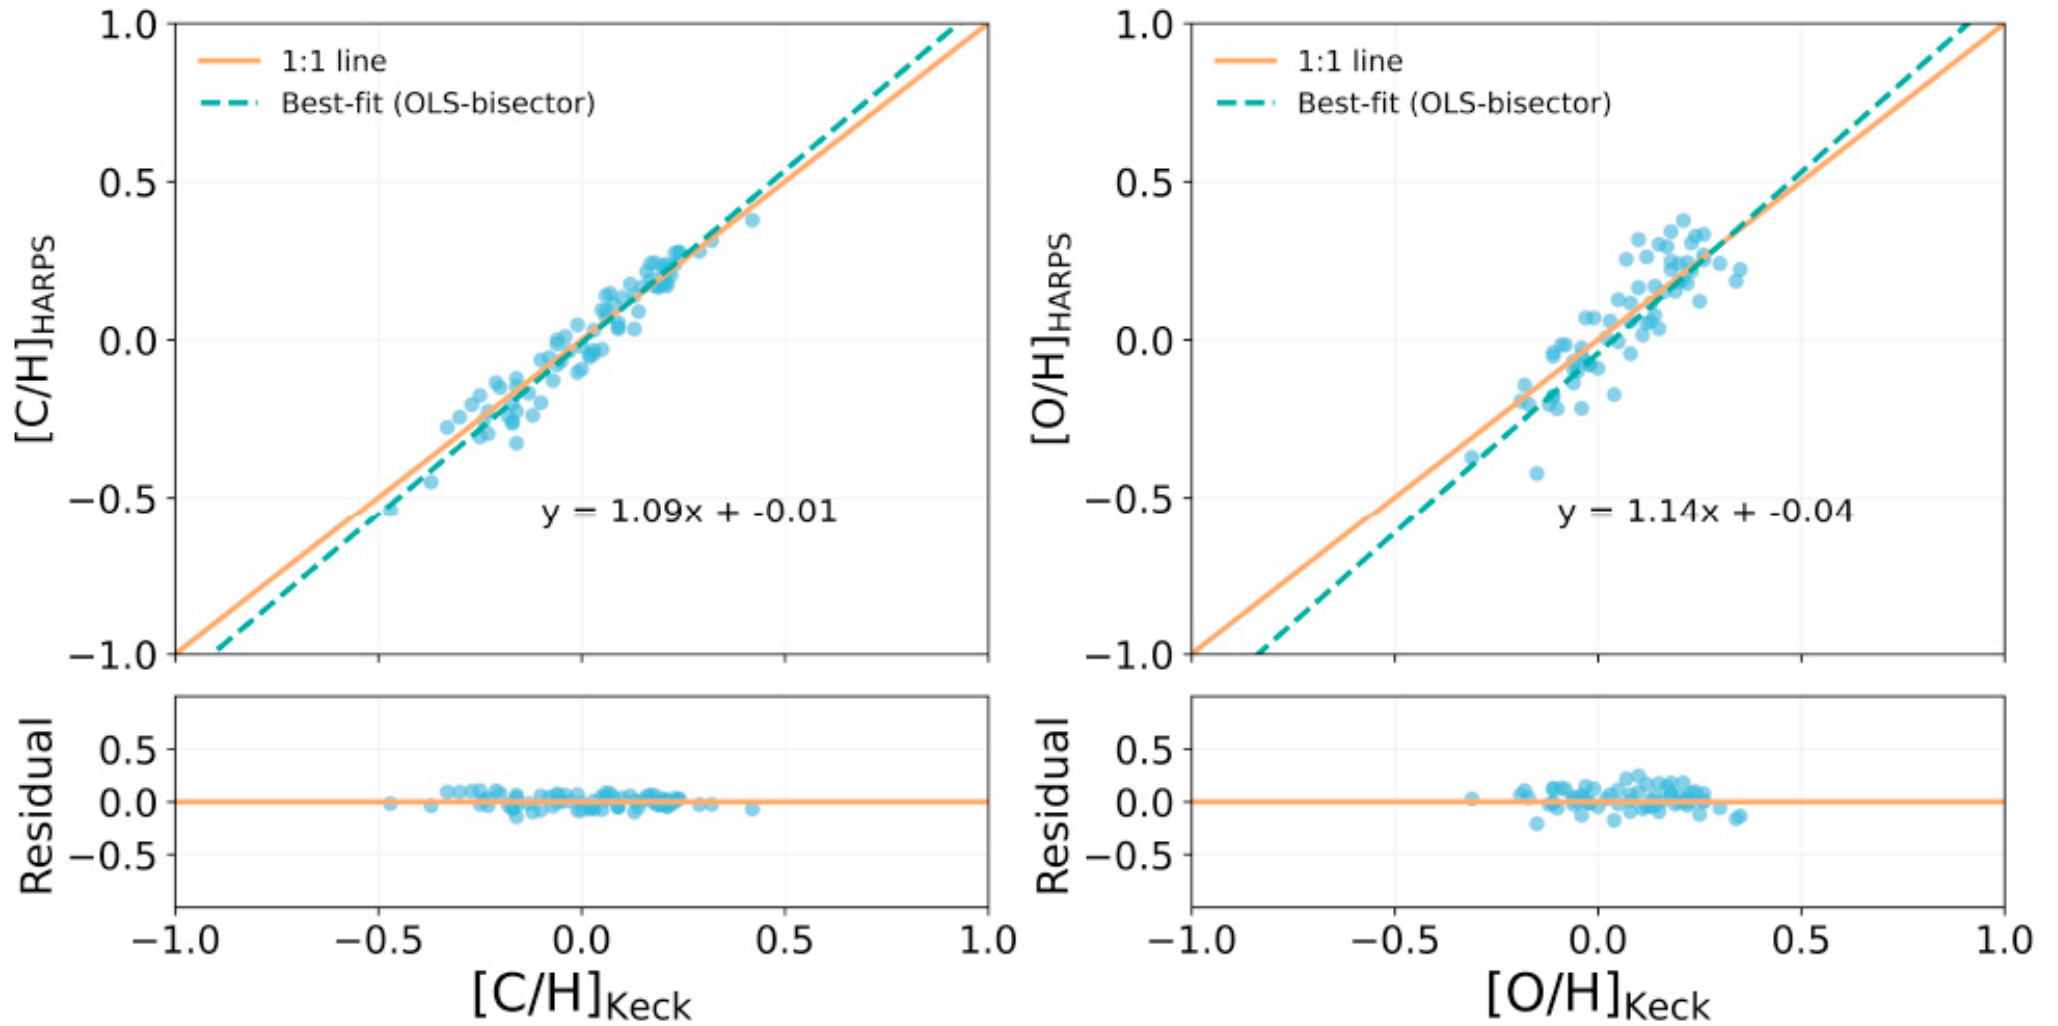 1.0
0.5
0.0
−0.5
−1.0
[C/H]HARPS
1:1 line
Best-fit (OLS-bisector)
y = 1.09x + -0.01
0.5
0.0
−0.5
Residual
−1.0 −0.5 0.0 0.5 1.0
[C/H]Keck
1.0
0.5
0.0
−0.5
−1.0
[O/H]HARPS
1:1 line
Best-fit (OLS-bisector)
y = 1.14x + -0.04
0.5
0.0
−0.5
Residual
−1.0 −0.5 0.0 0.5 1.0
[O/H]Keck